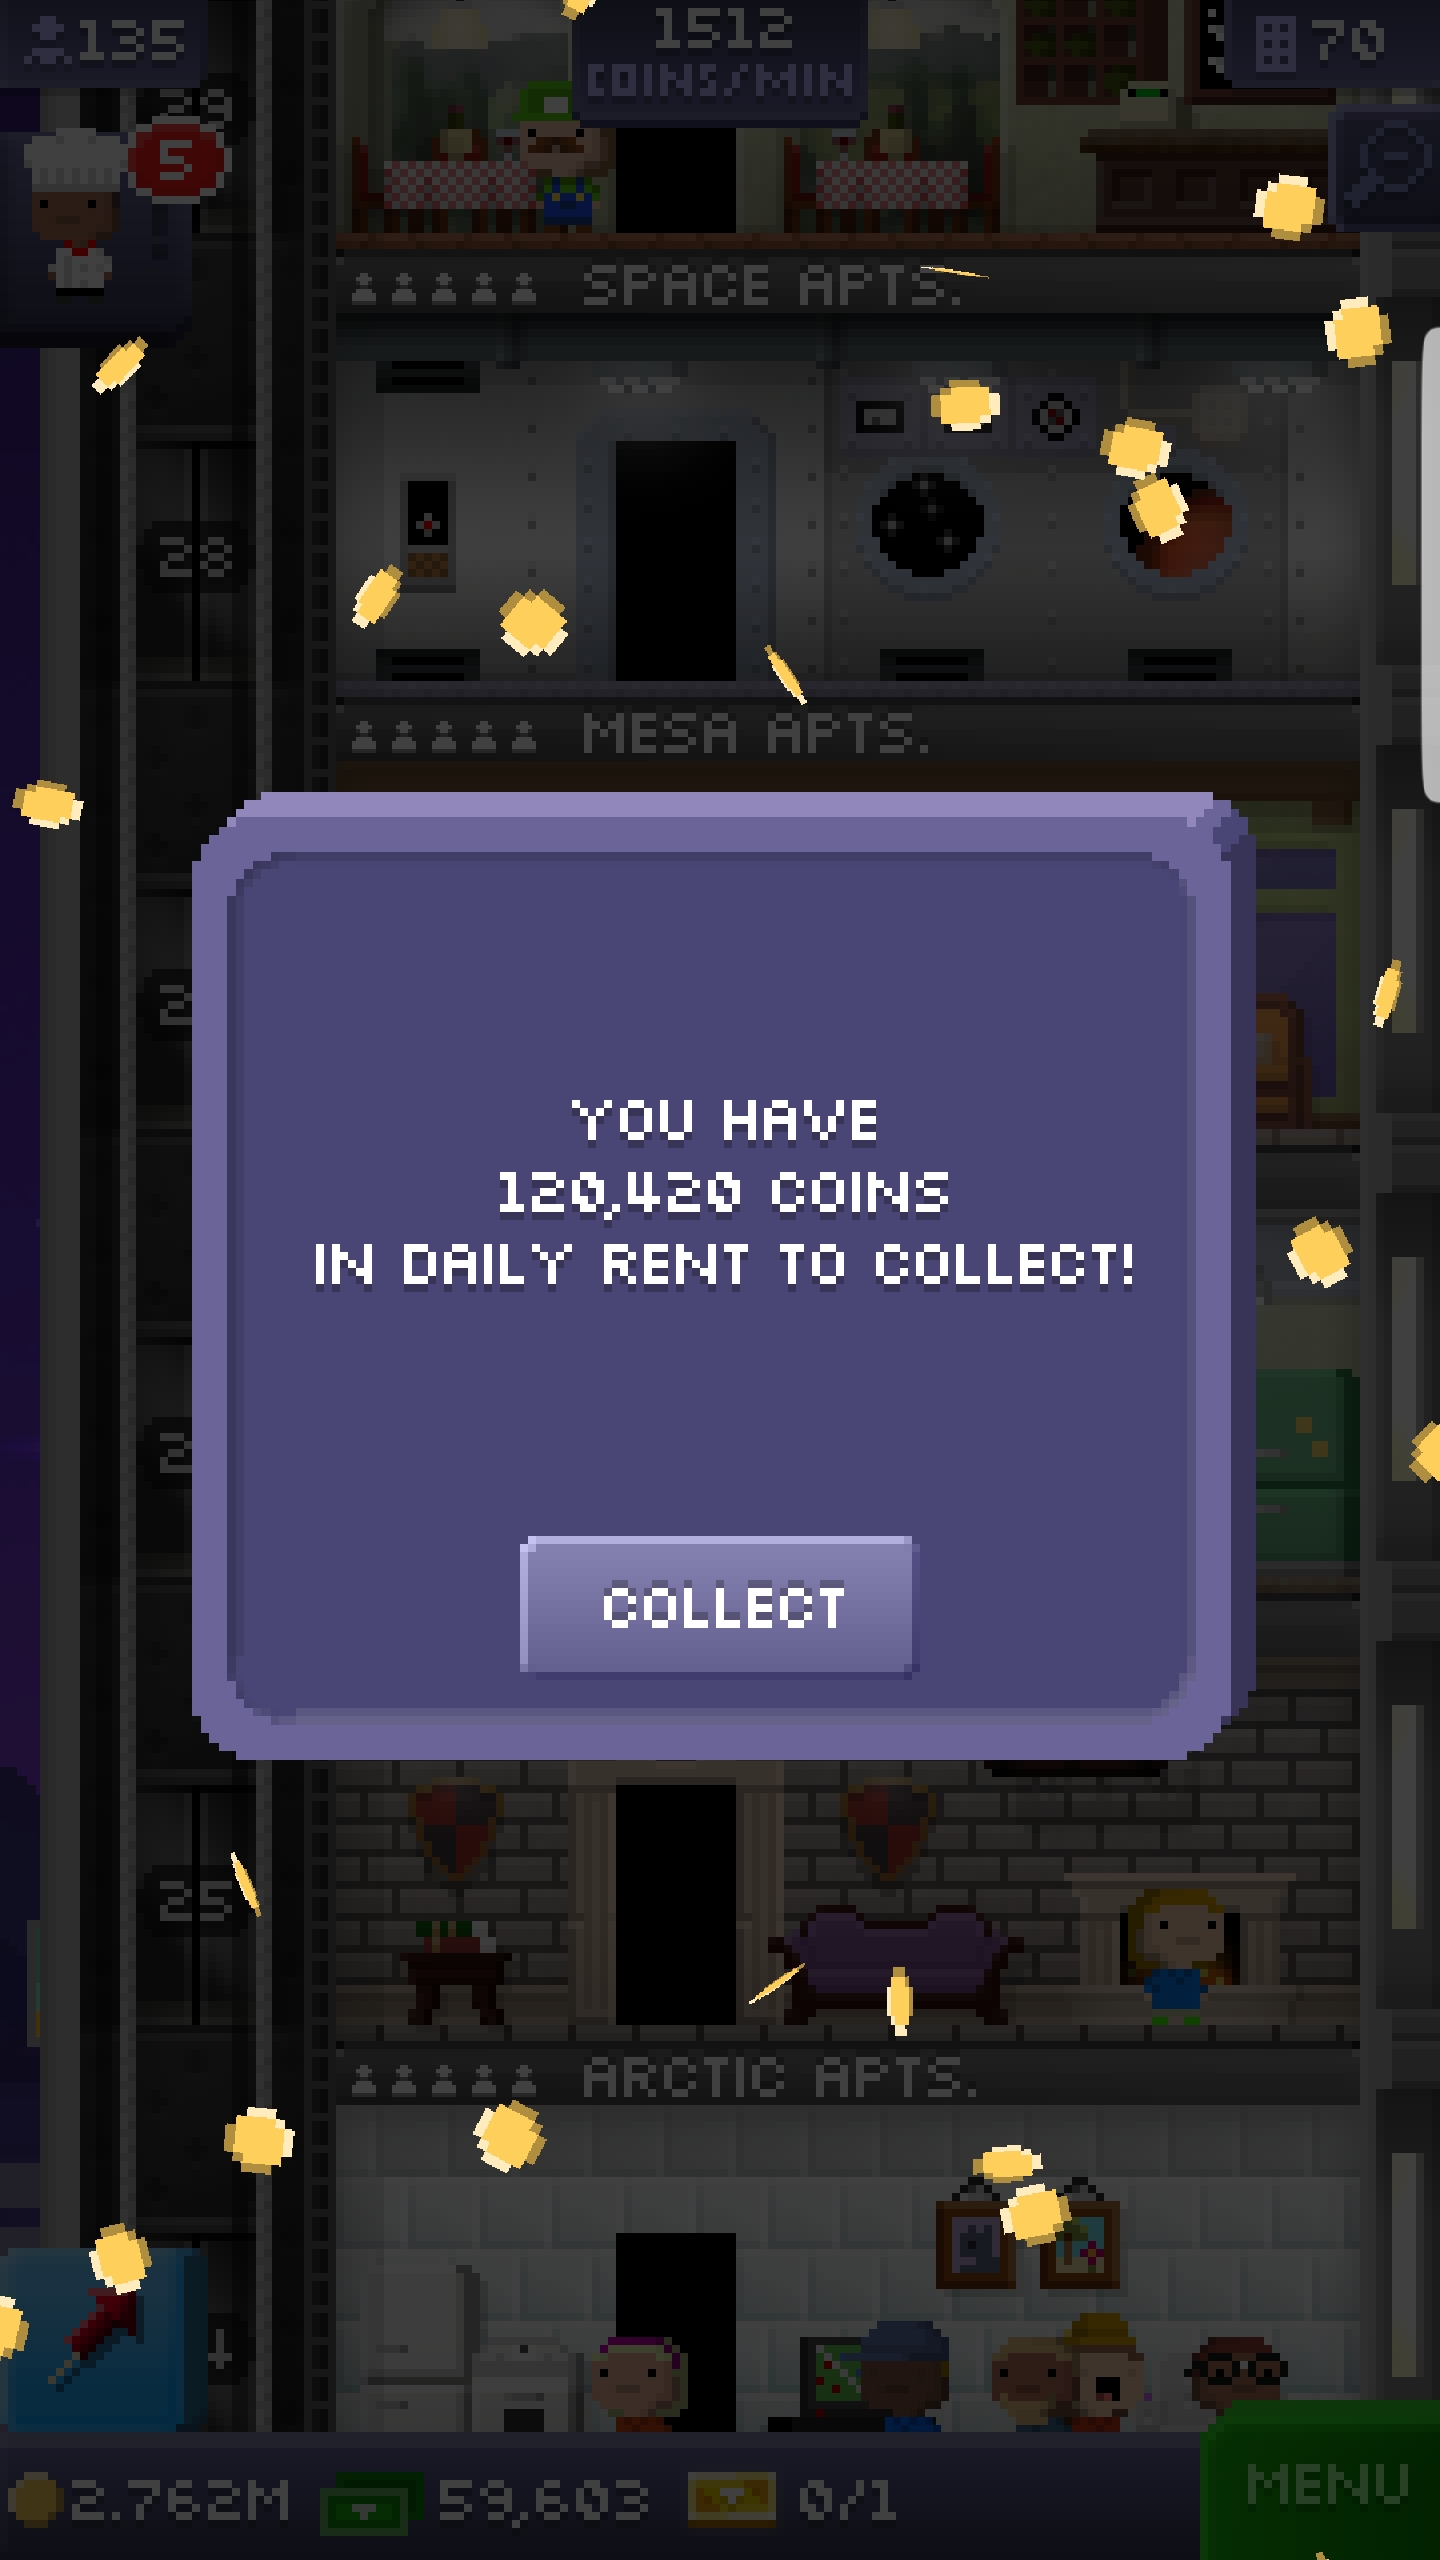 135
1512
COINS/MIN
70
29
5
SPACE APTS.
28
MESA APTS.
YOU HAVE
120,420 COINS
IN DAILY RENT TO COLLECT!
COLLECT
25
ARCTIC APTS.
2.762M
59,603
0/1
MENU